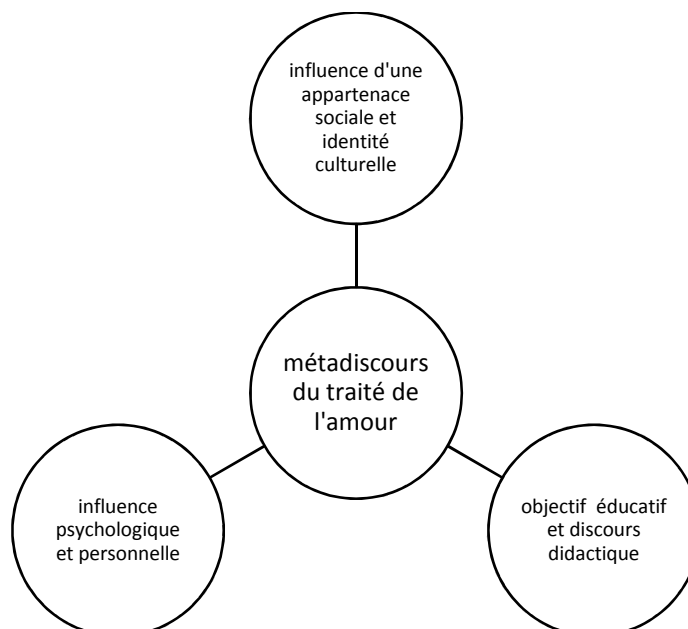 influence d'une
appartenace
sociale et
identité
culturelle
métadiscours
du traité de
l'amour
influence
psychologique
et personnelle
objectif éducatif
et discours
didactique